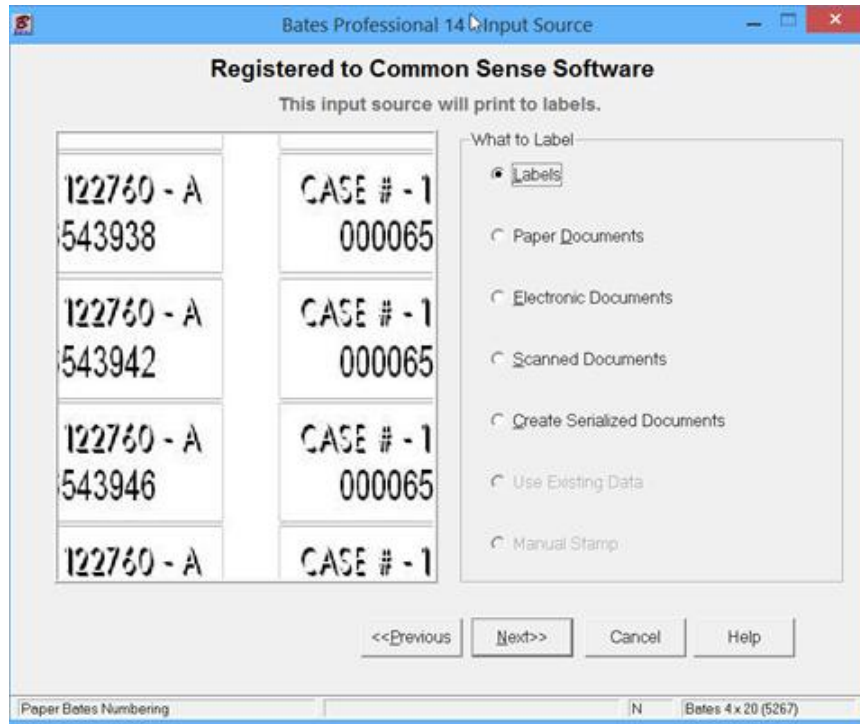 Bates Professional 14 Input Source
Registered to Common Sense Software
This input source will print to labels.
122760 - A
543938
CASE # - 1
000065
122760 - A
543942
CASE # - 1
000065
122760 - A
543946
CASE # - 1
000065
122760 - A
CASE # - 1
What to Label
Labels
Paper Documents
Electronic Documents
Scanned Documents
Create Serialized Documents
Use Existing Data
Manual Stamp
<<Previous
Next>>
Cancel
Help
Paper Bates Numbering
N
Bates 4 x 20 (5267)